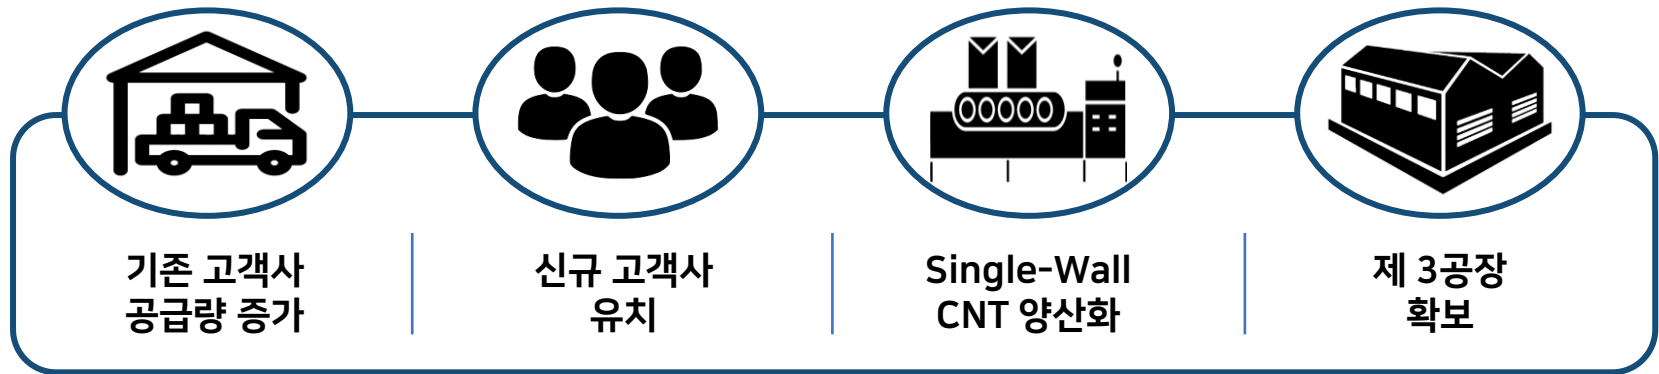 기존 고객사
공급량 증가
신규 고객사
유치
Single-Wall
CNT 양산화
제 3공장
확보